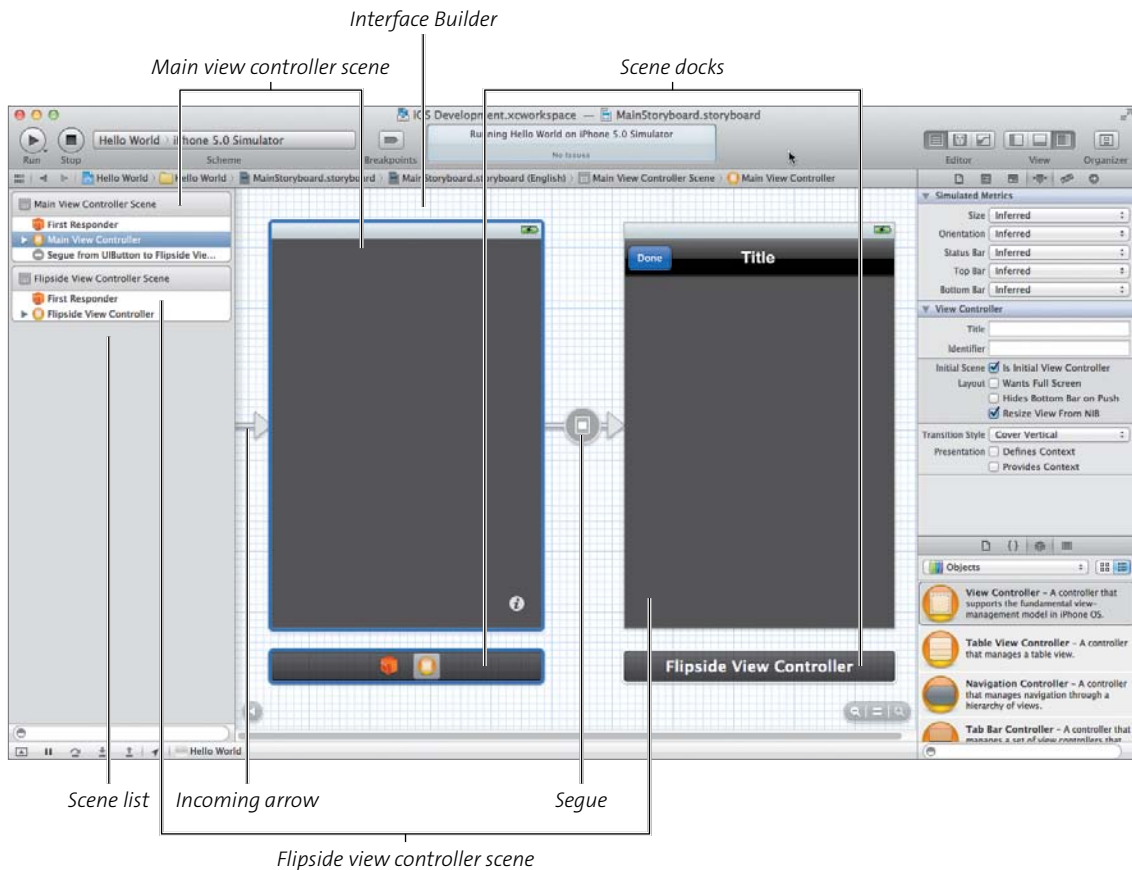 Interface Builder
Main view controller scene
Scene docks
iOS Development.xcworkspace — MainStoryboard.storyboard
Hello World iPhone 5.0 Simulator
Running Hello World on iPhone 5.0 Simulator
No Issues
Run Stop Scheme Breakpoints Editor View Organizer
Hello World Hello World MainStoryboard.storyboard MainStoryboard.storyboard (English) Main View Controller Scene Main View Controller
Main View Controller Scene
First Responder
Main View Controller
Segue from UIButton to Flipside Vie...
Flipside View Controller Scene
First Responder
Flipside View Controller
Done
Title
Flipside View Controller
Simulated Metrics
Size Inferred
Orientation Inferred
Status Bar Inferred
Top Bar Inferred
Bottom Bar Inferred
View Controller
Title
Identifier
Initial Scene Is Initial View Controller
Layout Wants Full Screen
Hides Bottom Bar on Push
Resize View From NIB
Transition Style Cover Vertical
Presentation Defines Context
Provides Context
Objects
View Controller – A controller that
supports the fundamental view-
management model in iPhone OS.
Table View Controller – A controller
that manages a table view.
Navigation Controller – A controller
that manages navigation through a
hierarchy of views.
Tab Bar Controller – A controller that
manages a set of view controllers that
Hello World
Scene list
Incoming arrow
Segue
Flipside view controller scene